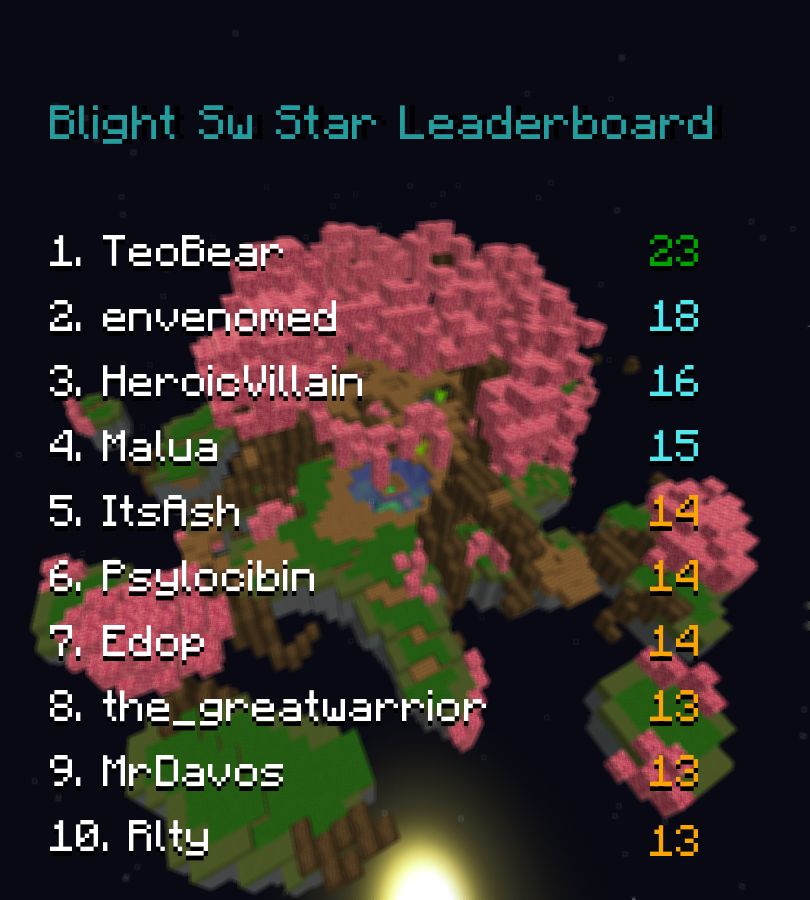 Blight Sw Star Leaderboard
1. TeoBear 23
2. envenomed 18
3. HeroicVillain 16
4. Malua 15
5. ItsAsh 14
6. Psylocibin 14
7. Edop 14
8. the_greatwarrior 13
9. MrDavos 13
10. Alty 13